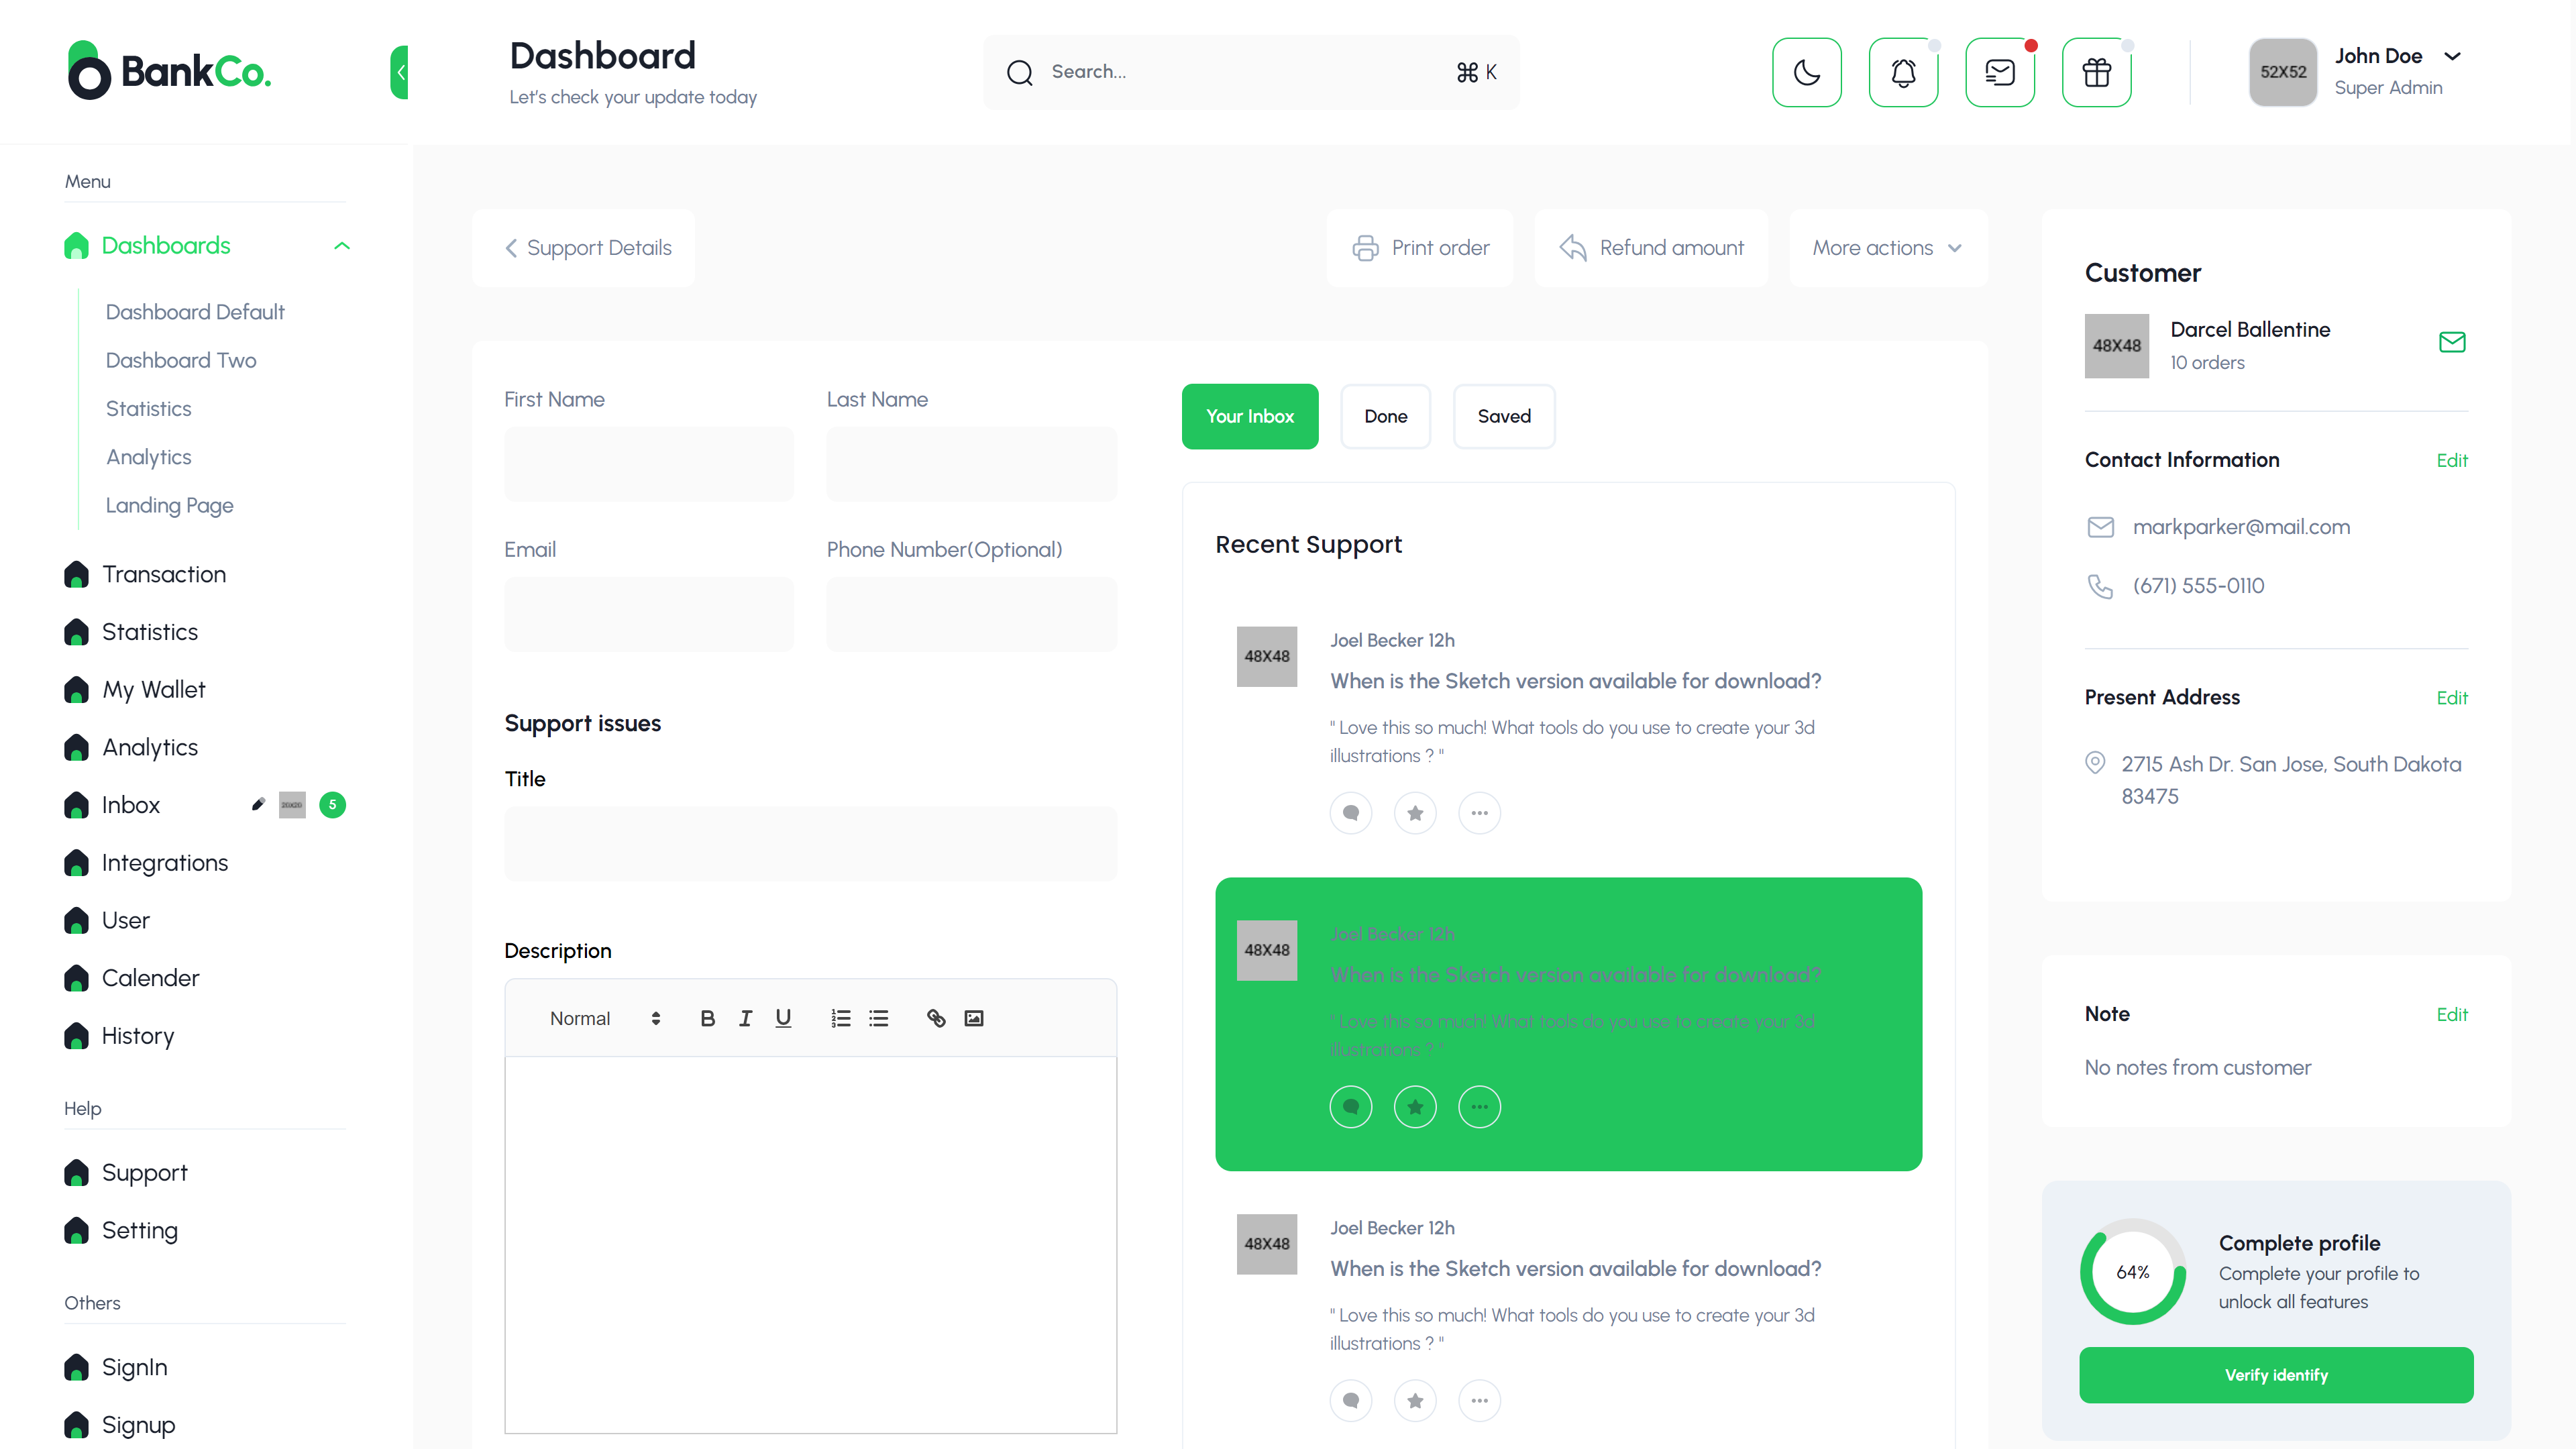 BankCo.
Dashboard
Let's check your update today
Search...
⌘ K
52X52
John Doe
Super Admin
Menu
Dashboards
Dashboard Default
Dashboard Two
Statistics
Analytics
Landing Page
Transaction
Statistics
My Wallet
Analytics
Inbox
5
Integrations
User
Calender
History
Help
Support
Setting
Others
SignIn
Signup
Support Details
Print order
Refund amount
More actions
First Name
Last Name
Email
Phone Number(Optional)
Support issues
Title
Description
Normal
Your Inbox
Done
Saved
Recent Support
48X48
Joel Becker 12h
When is the Sketch version available for download?
" Love this so much! What tools do you use to create your 3d
illustrations ? "
48X48
Joel Becker 12h
When is the Sketch version available for download?
" Love this so much! What tools do you use to create your 3d
illustrations ? "
48X48
Joel Becker 12h
When is the Sketch version available for download?
" Love this so much! What tools do you use to create your 3d
illustrations ? "
Customer
48X48
Darcel Ballentine
10 orders
Contact Information
Edit
markparker@mail.com
(671) 555-0110
Present Address
Edit
2715 Ash Dr. San Jose, South Dakota
83475
Note
Edit
No notes from customer
64%
Complete profile
Complete your profile to
unlock all features
Verify identify